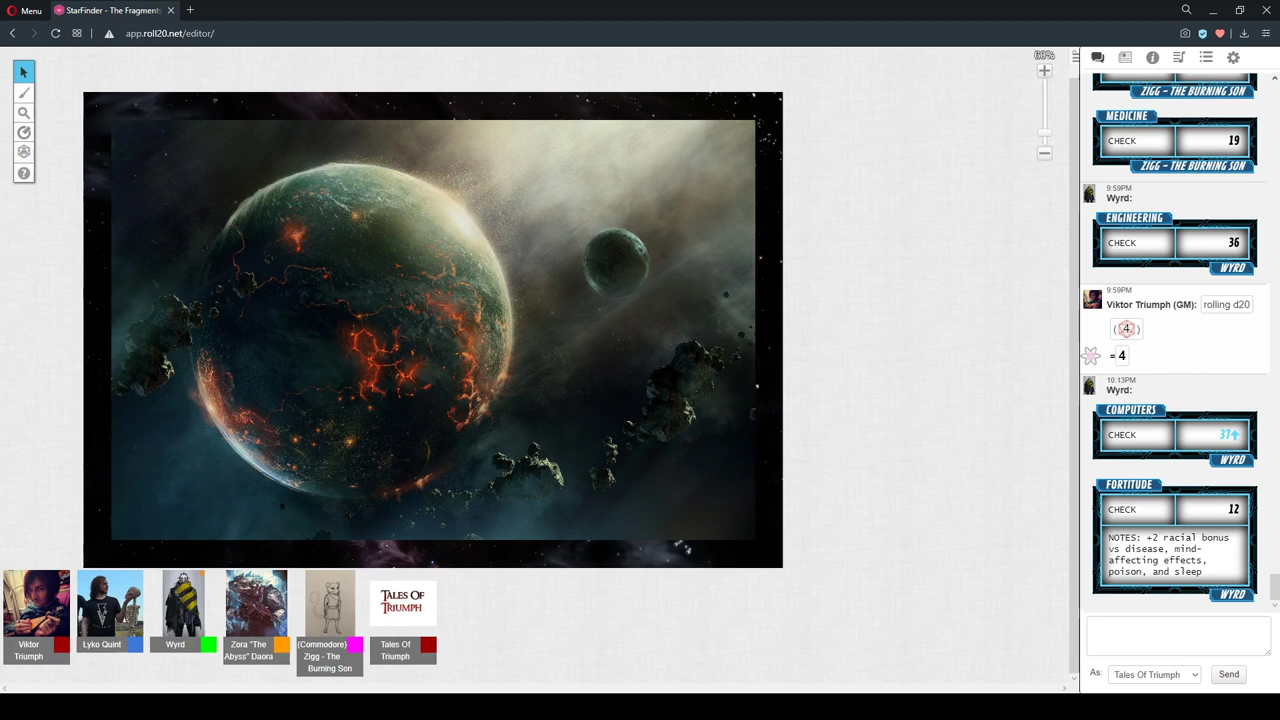 Menu
StarFinder - The Fragments
app.roll20.net/editor/
60%
ZIGG - THE BURNING SON
MEDICINE
CHECK 19
ZIGG - THE BURNING SON
9:59PM
Wyrd:
ENGINEERING
CHECK 36
WYRD
9:59PM
Viktor Triumph (GM): rolling d20
(4)
=4
10:13PM
Wyrd:
COMPUTERS
CHECK 37
WYRD
FORTITUDE
CHECK 12
NOTES: +2 racial bonus
vs disease, mind-
affecting effects,
poison, and sleep
WYRD
As: Tales Of Triumph Send
Viktor
Triumph
Lyko Quint
Wyrd
Zora "The
Abyss" Daora
(Commodore)
Zigg - The
Burning Son
TALES OF
TRIUMPH
Tales Of
Triumph